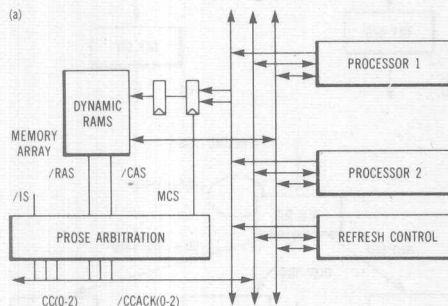 (a)
PROCESSOR 1
DYNAMIC
RAMS
MEMORY
ARRAY
/RAS
/CAS
MCS
/IS
PROCESSOR 2
PROSE ARBITRATION
REFRESH CONTROL
CC(0-2)
/CCACK(0-2)